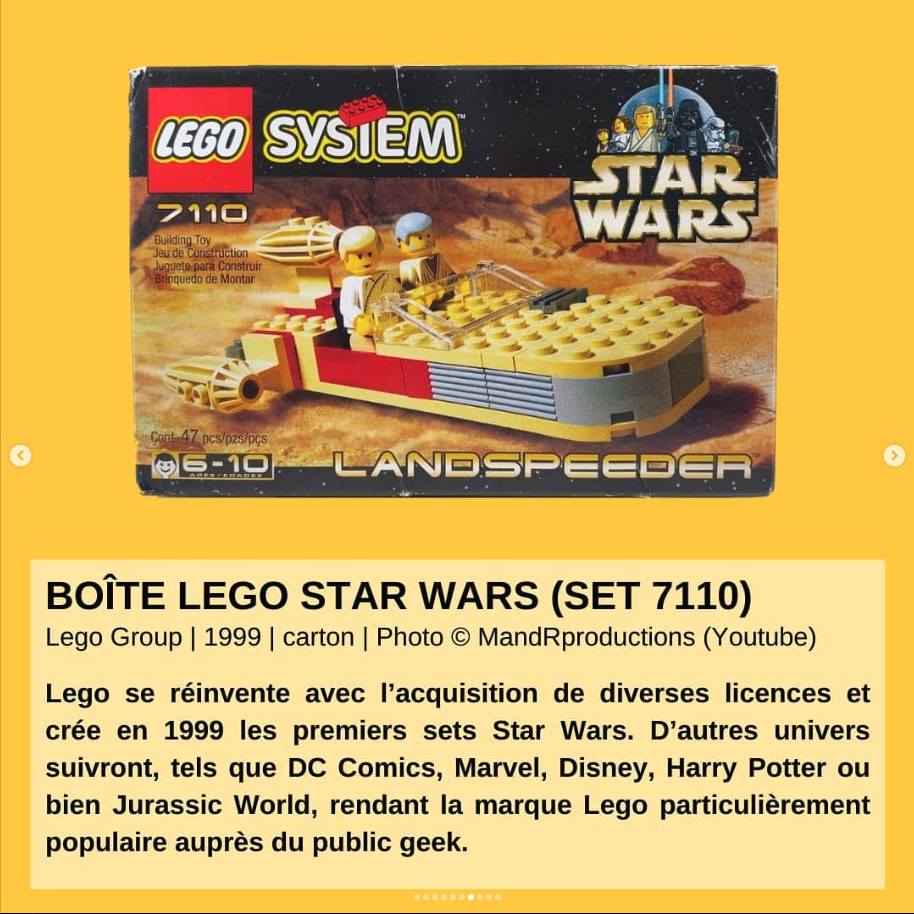 LEGO SYSTEM™
STAR WARS™
7110
Building Toy
Jeu de Construction
Juguete para Construir
Brinquedo de Montar
Cont. 47 pcs/pzs/pçs
6-10
AGES/EDADES
LANDSPEEDER™
BOÎTE LEGO STAR WARS (SET 7110)
Lego Group | 1999 | carton | Photo © MandRproductions (Youtube)
Lego se réinvente avec l’acquisition de diverses licences et
crée en 1999 les premiers sets Star Wars. D’autres univers
suivront, tels que DC Comics, Marvel, Disney, Harry Potter ou
bien Jurassic World, rendant la marque Lego particulièrement
populaire auprès du public geek.